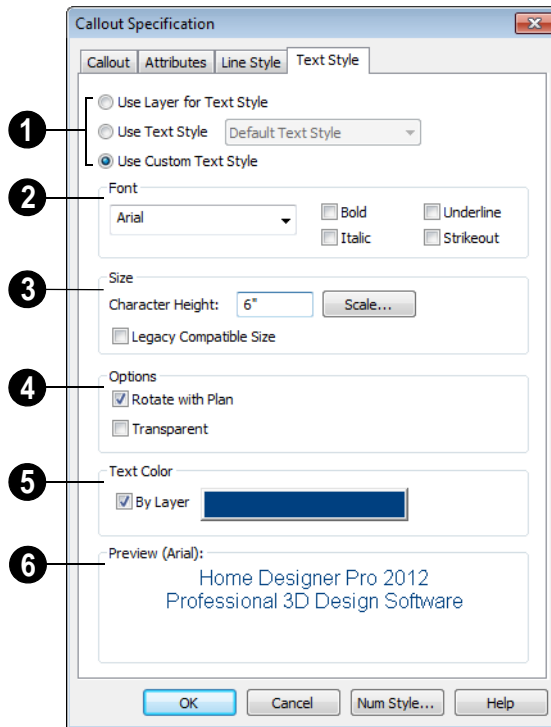 Callout Specification
Callout Attributes Line Style Text Style
1
Use Layer for Text Style
Use Text Style Default Text Style
Use Custom Text Style
2
Font
Arial
Bold Underline
Italic Strikeout
3
Size
Character Height: 6" Scale...
Legacy Compatible Size
4
Options
Rotate with Plan
Transparent
5
Text Color
By Layer
6
Preview (Arial):
Home Designer Pro 2012
Professional 3D Design Software
OK Cancel Num Style... Help